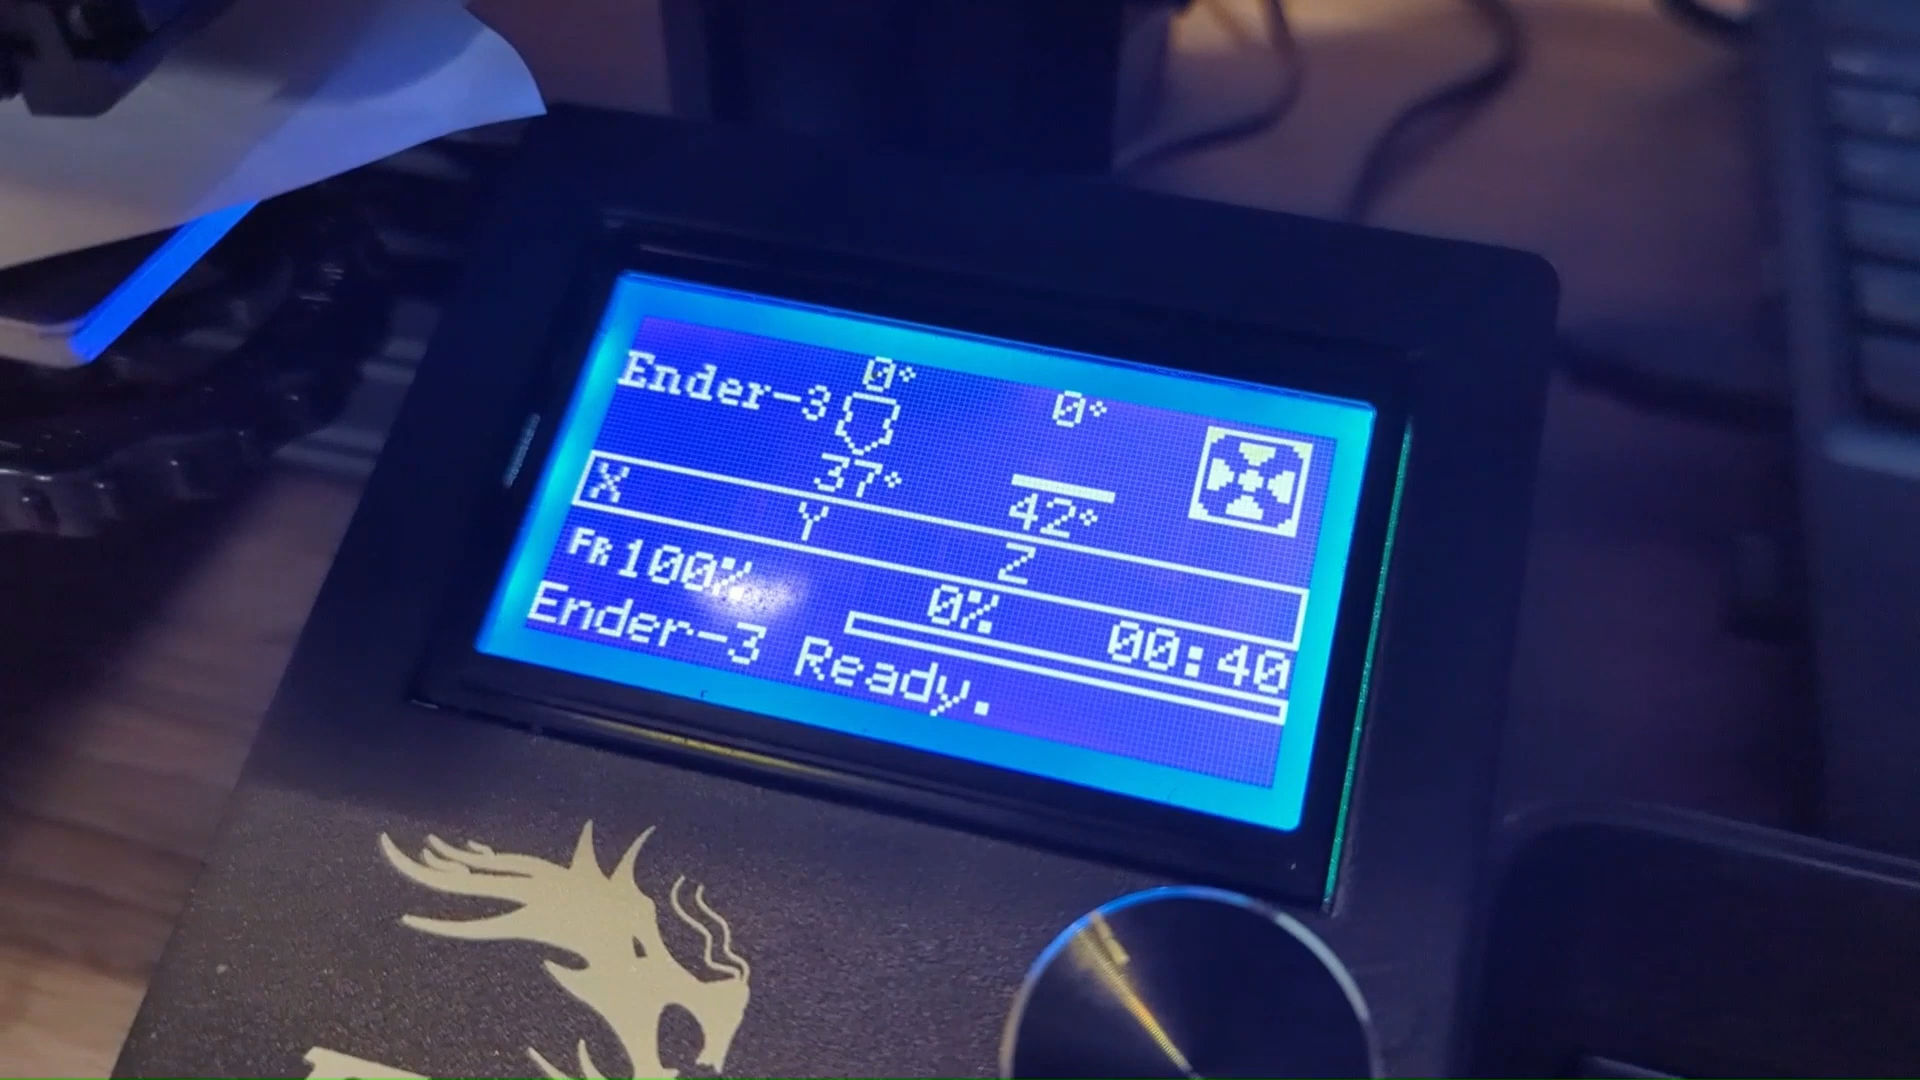 Ender-3 0° 0°
37° 42°
X Y Z
FR 100% 0% 00:40
Ender-3 Ready.